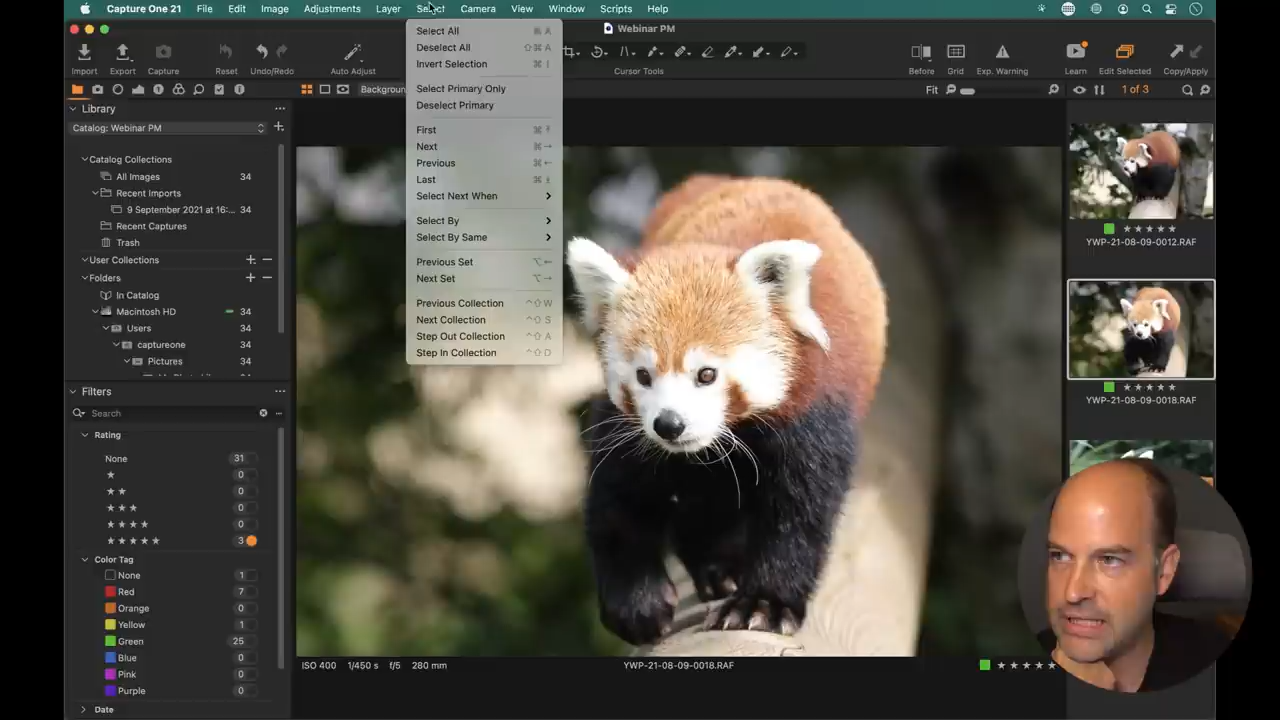 Capture One 21 File Edit Image Adjustments Layer Select Camera View Window Scripts Help
Webinar PM
Import Export Capture Reset Undo/Redo Auto Adjust Cursor Tools Before Grid Exp. Warning Learn Edit Selected Copy/Apply
Fit 1 of 3
Library
Catalog: Webinar PM
Catalog Collections
All Images 34
Recent Imports
9 September 2021 at 16:... 34
Recent Captures
Trash
User Collections
Folders
In Catalog
Macintosh HD 34
Users 34
captureone 34
Pictures 34
Filters
Search
Rating
None 31
★ 0
★★ 0
★★★ 0
★★★★ 0
★★★★★ 3
Color Tag
None 1
Red 7
Orange 0
Yellow 1
Green 25
Blue 0
Pink 0
Purple 0
Date
Select All ⌘ A
Deselect All ⇧⌘ A
Invert Selection ⌘ I
Select Primary Only
Deselect Primary
First
Next ⌘→
Previous ⌘←
Last
Select Next When
Select By
Select By Same
Previous Set ⌥←
Next Set ⌥→
Previous Collection ^⇧W
Next Collection ^⇧S
Step Out Collection ^⇧A
Step In Collection ^⇧D
ISO 400 1/450 s f/5 280 mm
YWP-21-08-09-0018.RAF
★★★★★
★★★★★
YWP-21-08-09-0012.RAF
★★★★★
YWP-21-08-09-0018.RAF